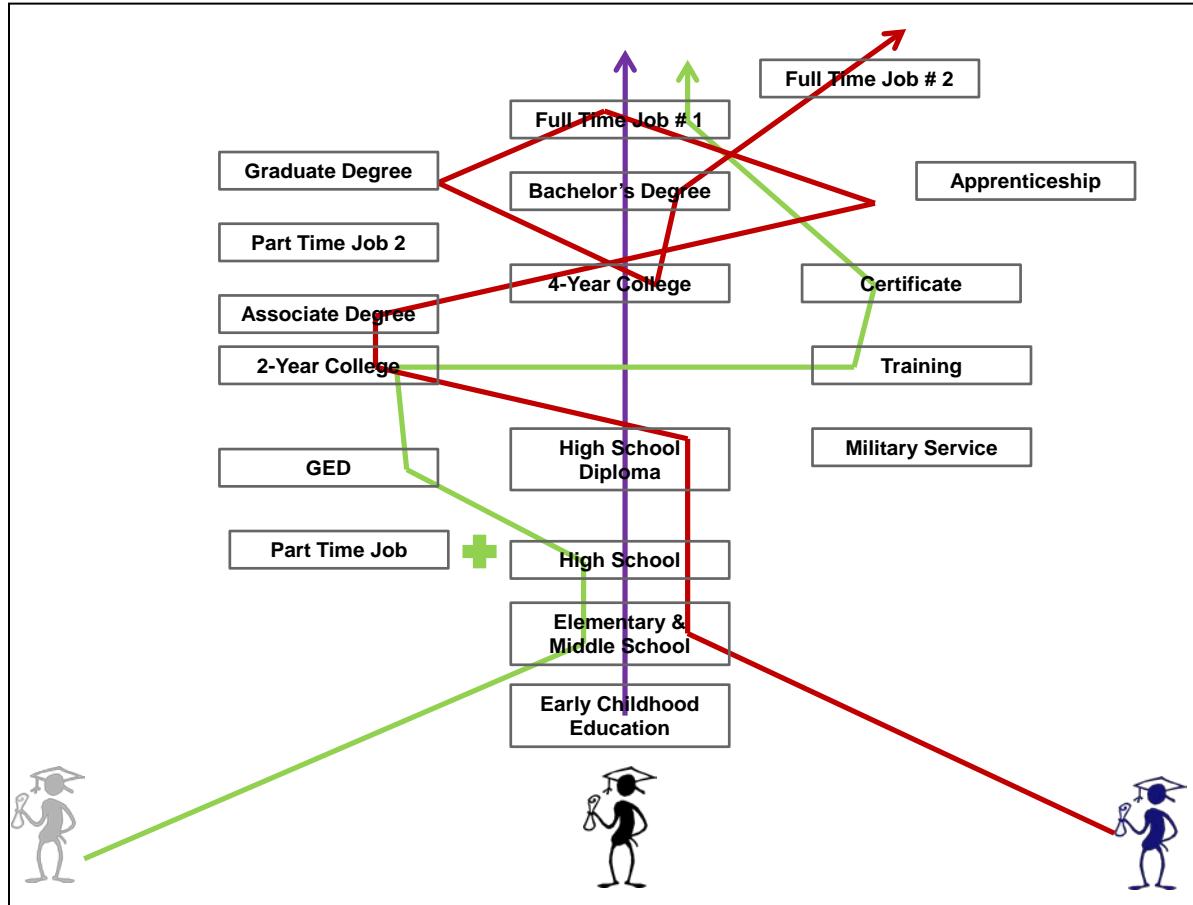 Full Time Job # 2
Full Time Job # 1
Graduate Degree
Bachelor’s Degree
Apprenticeship
Part Time Job 2
4-Year College
Certificate
Associate Degree
2-Year College
Training
High School
Diploma
Military Service
GED
Part Time Job
High School
Elementary &
Middle School
Early Childhood
Education